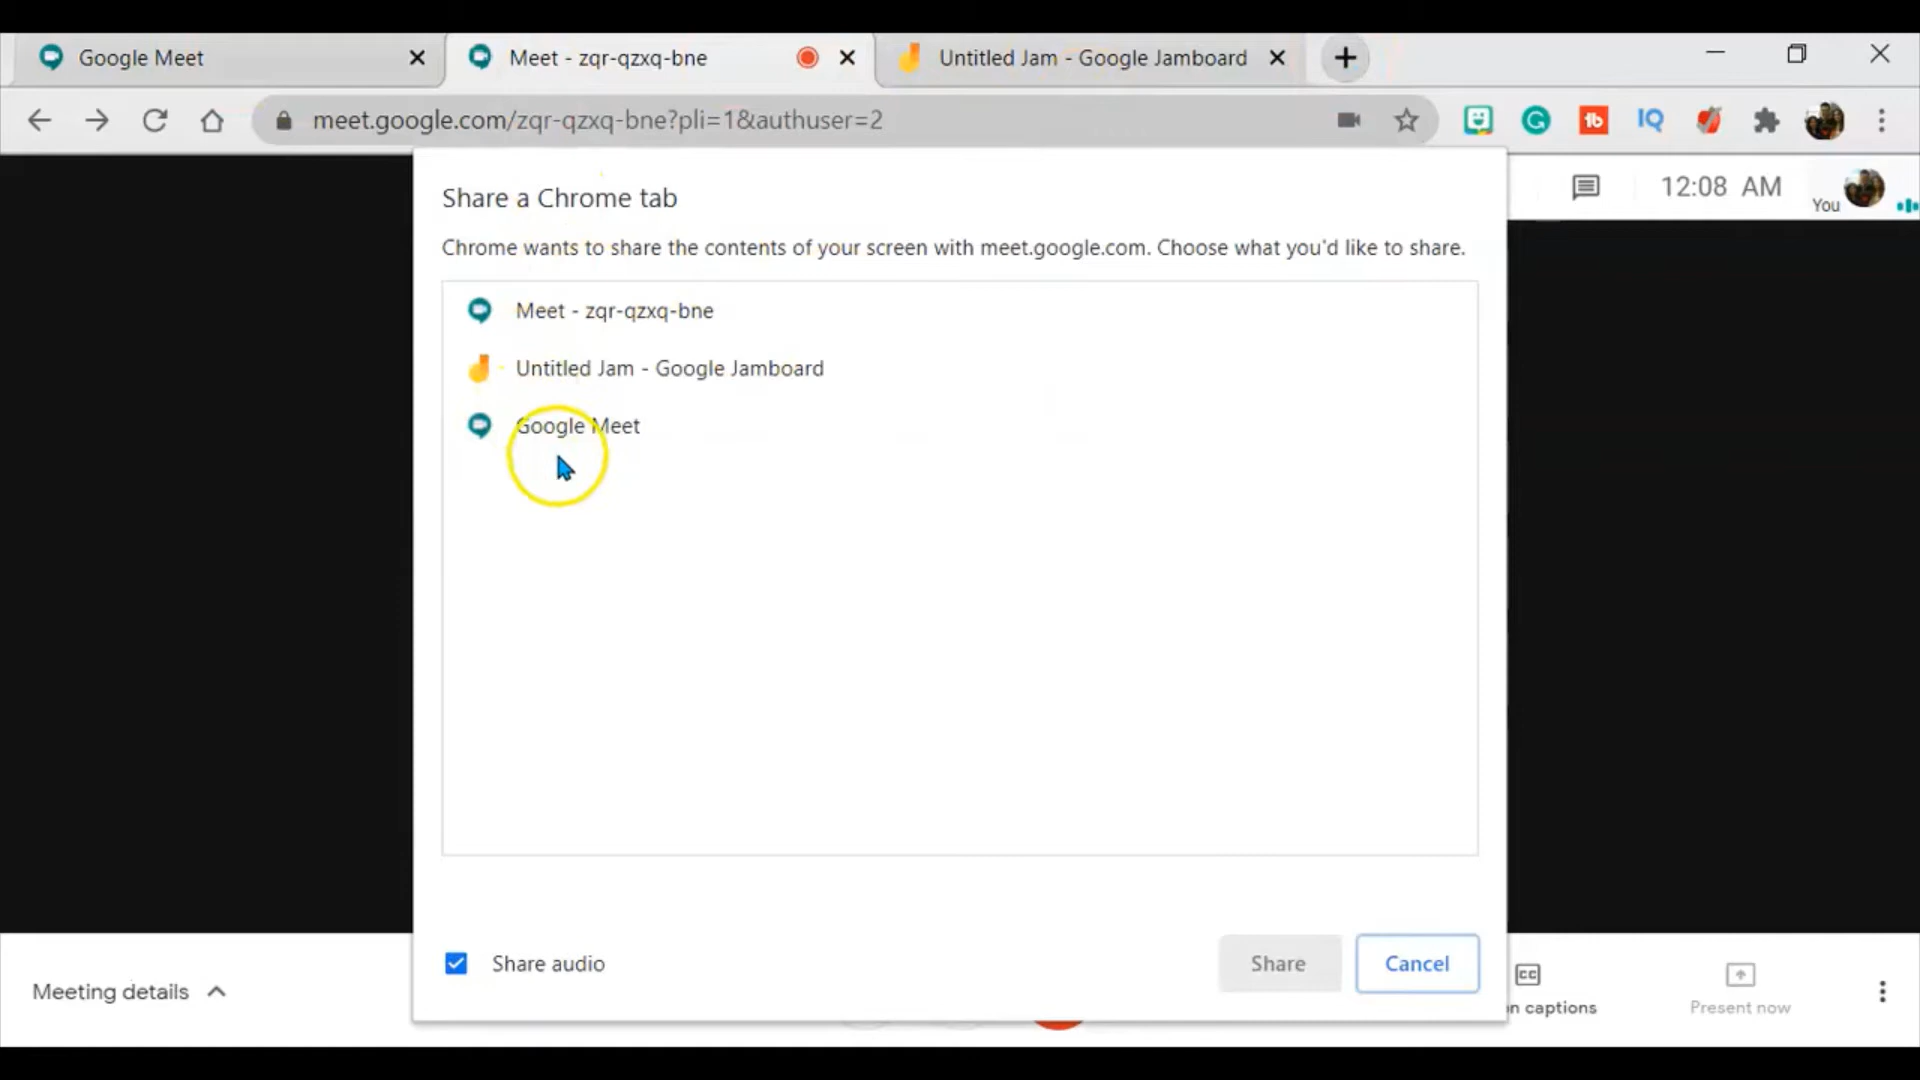 Google Meet
Meet - zqr-qzxq-bne
Untitled Jam - Google Jamboard
meet.google.com/zqr-qzxq-bne?pli=1&authuser=2
IQ
Share a Chrome tab
12:08 AM
You
Chrome wants to share the contents of your screen with meet.google.com. Choose what you'd like to share.
Meet - zqr-qzxq-bne
Untitled Jam - Google Jamboard
Google Meet
Share audio
Share
Cancel
Meeting details
CC
n captions
Present now